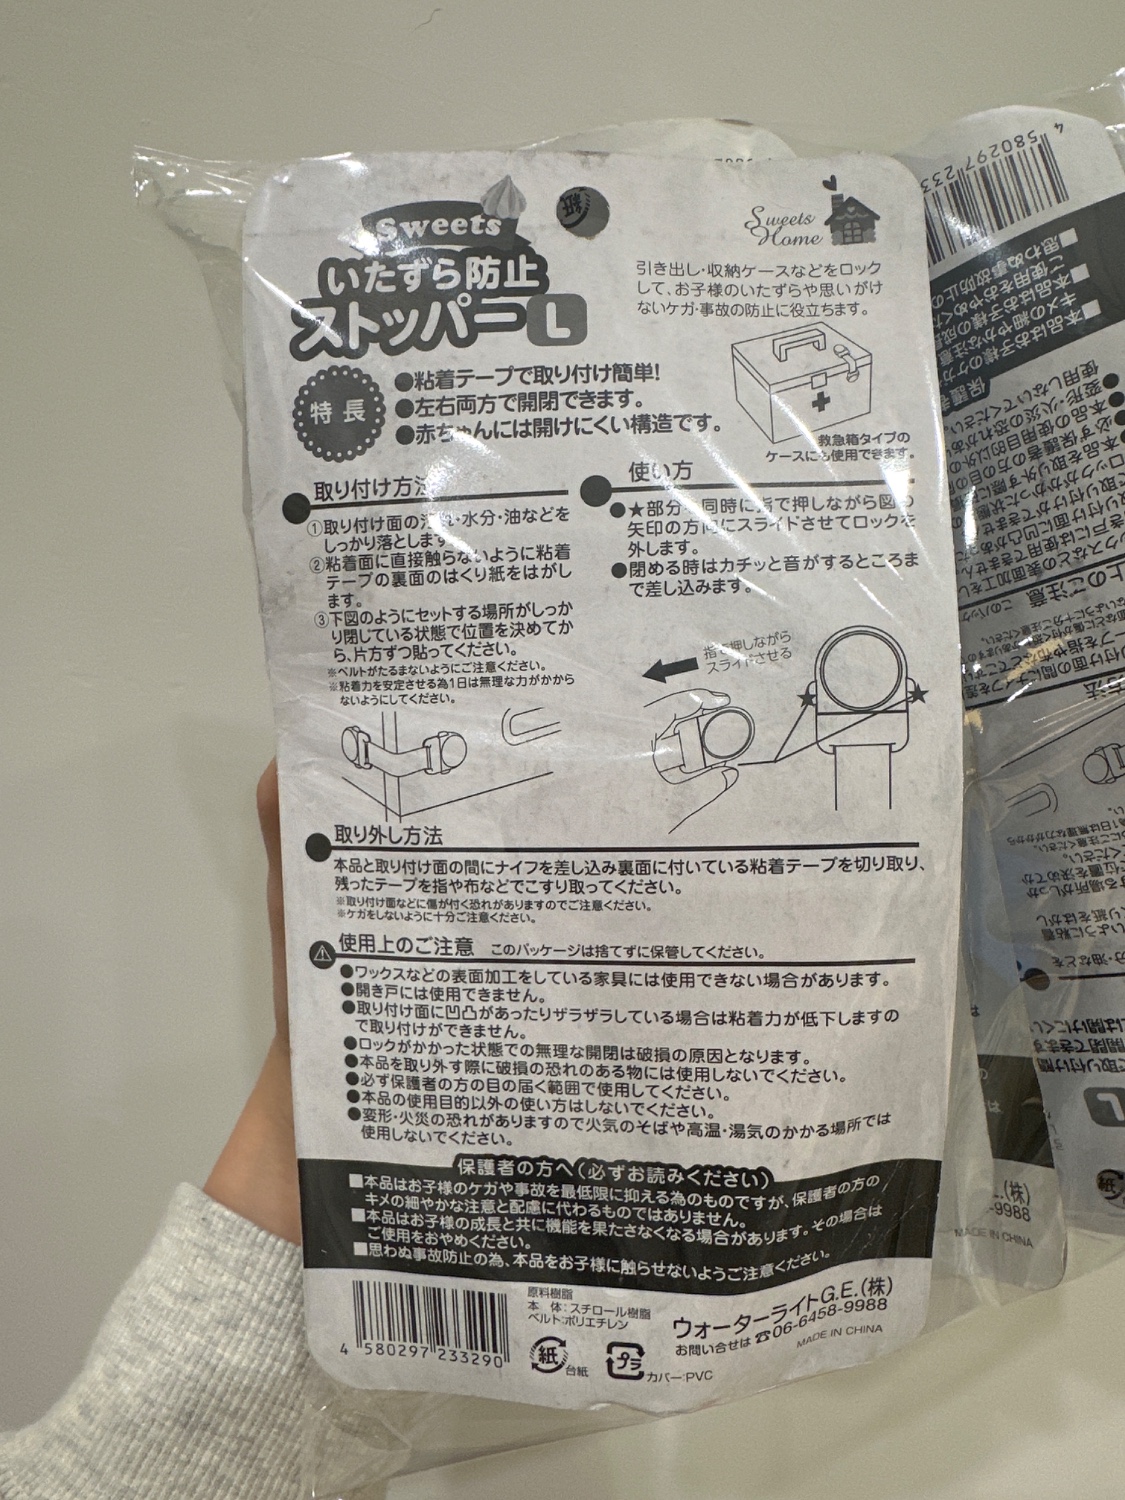 Sweets
いたずら防止
ストッパー L
紙
Sweets
Home
引き出し・収納ケースなどをロック
して、お子様のいたずらや思いがけ
ないケガ・事故の防止に役立ちます。
特長
●粘着テープで取り付け簡単!
●左右両方で開閉できます。
●赤ちゃんには開けにくい構造です。
救急箱タイプの
ケースにも使用できます。
取り付け方法
①取り付け面の汚れ・水分・油などを
しっかり落とします。
②粘着面に直接触らないように粘着
テープの裏面のはくり紙をはがし
ます。
③下図のようにセットする場所がしっか
り閉じている状態で位置を決めてか
ら、片方ずつ貼ってください。
※ベルトがたるまないようにご注意ください。
※粘着力を安定させる為1日は無理な力がかから
ないようにしてください。
使い方
●★部分を同時に指で押しながら図の
矢印の方向にスライドさせてロックを
外します。
●閉める時はカチッと音がするところま
で差し込みます。
指で押しながら
スライドさせる
取り外し方法
本品と取り付け面の間にナイフを差し込み裏面に付いている粘着テープを切り取り、
残ったテープを指や布などでこすり取ってください。
※取り付け面などに傷が付く恐れがありますのでご注意ください。
※ケガをしないように十分ご注意ください。
使用上のご注意 このパッケージは捨てずに保管してください。
●ワックスなどの表面加工をしている家具には使用できない場合があります。
●開き戸には使用できません。
●取り付け面に凹凸があったりザラザラしている場合は粘着力が低下しますの
で取り付けができません。
●ロックがかかった状態での無理な開閉は破損の原因となります。
●本品を取り外す際に破損の恐れのある物には使用しないでください。
●必ず保護者の方の目の届く範囲で使用してください。
●本品の使用目的以外の使い方はしないでください。
●変形・火災の恐れがありますので火気のそばや高温・湯気のかかる場所では
使用しないでください。
保護者の方へ(必ずお読みください)
■本品はお子様のケガや事故を最低限に抑える為のものですが、保護者の方の
キメの細やかな注意と配慮に代わるものではありません。
■本品はお子様の成長と共に機能を果たさなくなる場合があります。その場合は
ご使用をおやめください。
■思わぬ事故防止の為、本品をお子様に触らせないようご注意ください。
4 580297 233290
原料樹脂
本 体:スチロール樹脂
ベルト:ポリエチレン
紙 台紙
プラ カバー:PVC
ウォーターライトG.E.(株)
お問い合せは ☎06-6458-9988
MADE IN CHINA
4 580297 233
(株)
-9988
MADE IN CHINA
L
紙